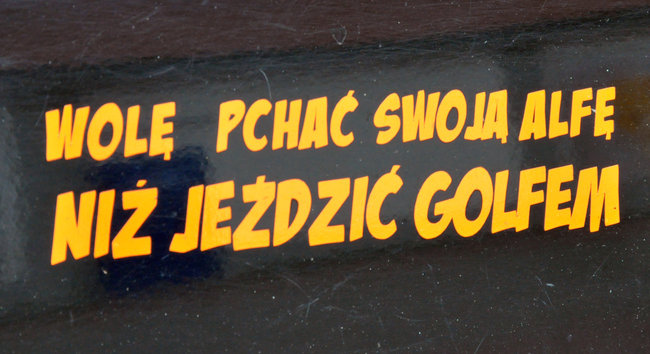 WOLĘ PCHAĆ SWOJĄ ALFĘ
NIŻ JEŹDZIĆ GOLFEM